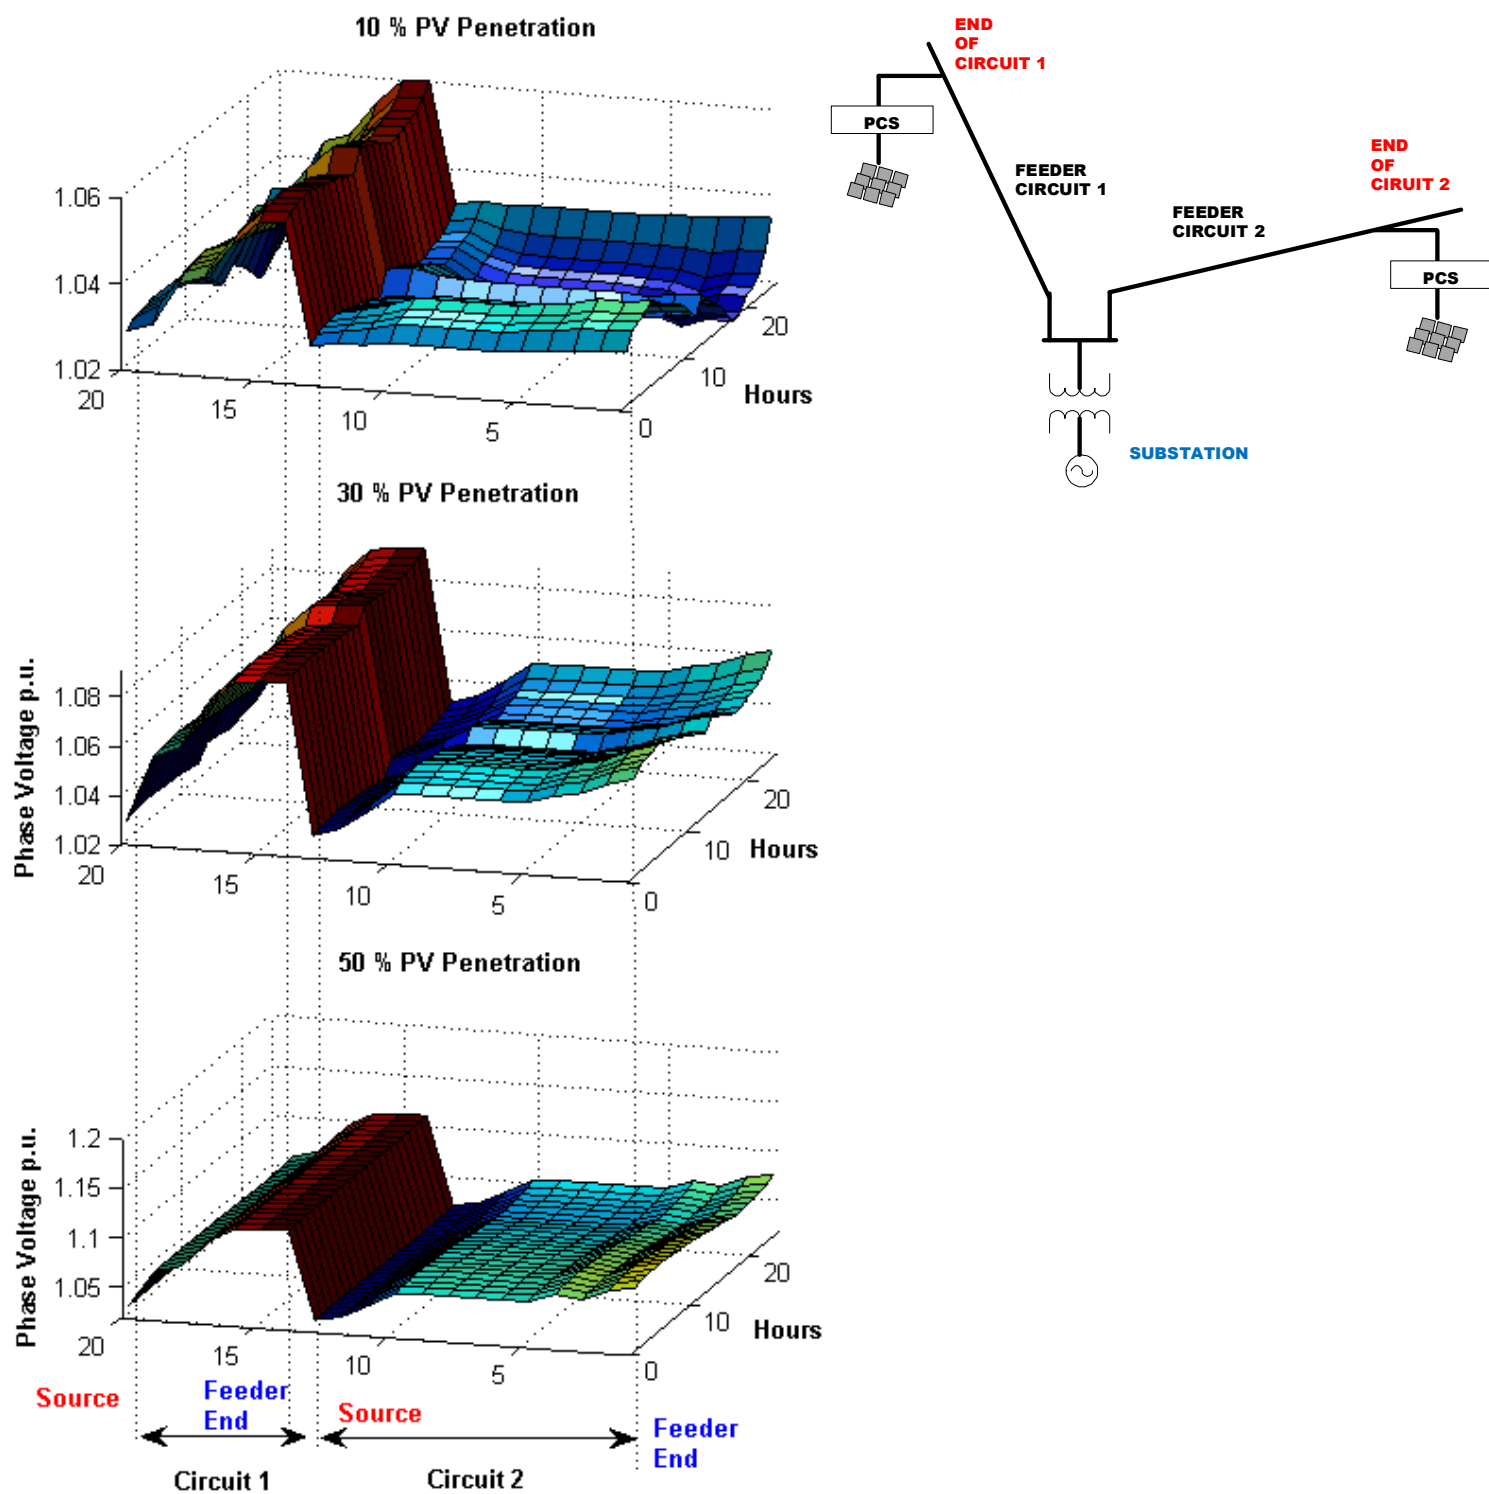 10 % PV Penetration
1.06
1.04
1.02
20
15
10
5
0
10
20
Hours
END
OF
CIRCUIT 1
PCS
FEEDER
CIRCUIT 1
FEEDER
CIRCUIT 2
END
OF
CIRUIT 2
PCS
SUBSTATION
30 % PV Penetration
Phase Voltage p.u.
1.08
1.06
1.04
1.02
20
15
10
5
0
10
20
Hours
50 % PV Penetration
Phase Voltage p.u.
1.2
1.15
1.1
1.05
20
15
10
5
0
10
20
Hours
Source
Feeder
End
Source
Feeder
End
Circuit 1
Circuit 2